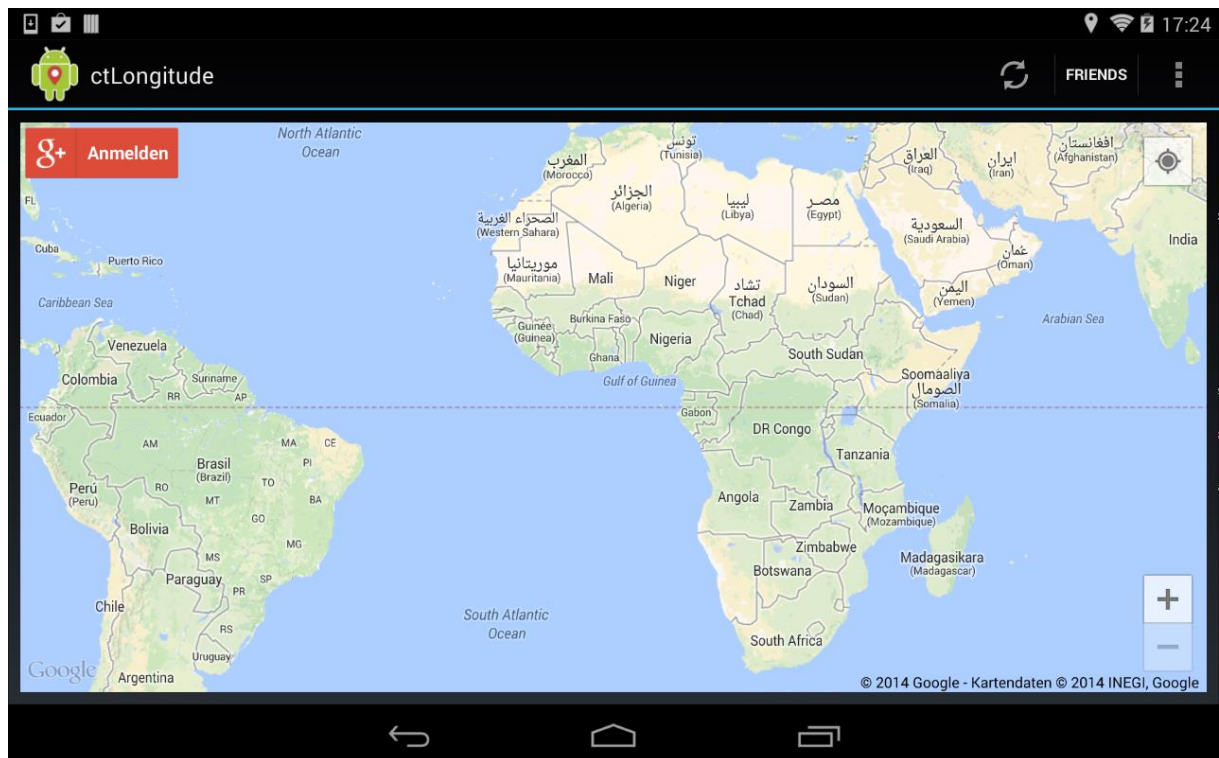 17:24
ctLongitude
FRIENDS
g+ Anmelden
North Atlantic
Ocean
تونس
(Tunisia)
المغرب
(Morocco)
العراق
(Iraq)
ايران
(Iran)
افغانستان
(Afghanistan)
الجزائر
(Algeria)
ليبيا
(Libya)
مصر
(Egypt)
FL
الصحراء الغربية
(Western Sahara)
السعودية
(Saudi Arabia)
Cuba
Puerto Rico
عُمان
(Oman)
India
موريتانيا
(Mauritania)
Mali
Niger
تشاد
Tchad
(Chad)
السودان
(Sudan)
اليمن
(Yemen)
Caribbean Sea
Guinée
(Guinea)
Burkina Faso
Nigeria
Arabian Sea
Venezuela
Ghana
South Sudan
Colombia
Suriname
Gulf of Guinea
Soomaaliya
الصومال
(Somalia)
RR
AP
Ecuador
Gabon
DR Congo
AM
MA
CE
Tanzania
Brasil
(Brazil)
PI
TO
Perú
(Peru)
RO
MT
BA
Angola
Zambia
Moçambique
(Mozambique)
GO
Bolivia
MG
Zimbabwe
Madagasikara
(Madagascar)
MS
Botswana
Paraguay
SP
PR
Chile
South Atlantic
Ocean
RS
South Africa
Uruguay
Google
Argentina
© 2014 Google - Kartendaten © 2014 INEGI, Google